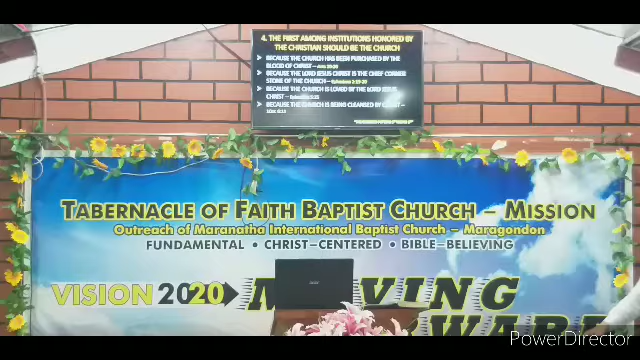 4. THE FIRST AMONG INSTITUTIONS HONORED BY
THE CHRISTIAN SHOULD BE THE CHURCH
BECAUSE THE CHURCH HAS BEEN PURCHASED BY THE
BLOOD OF CHRIST –
BECAUSE THE LORD JESUS CHRIST IS THE CHIEF CORNER
STONE OF THE CHURCH –
BECAUSE THE CHURCH IS LOVED BY THE LORD JESUS
CHRIST –
BECAUSE THE CHURCH IS BEING CLEANSED BY CHRIST –
TABERNACLE OF FAITH BAPTIST CHURCH – MISSION
Outreach of Maranatha International Baptist Church – Maragondon
FUNDAMENTAL • CHRIST–CENTERED • BIBLE–BELIEVING
VISION 2020
VING
acer
PowerDirector